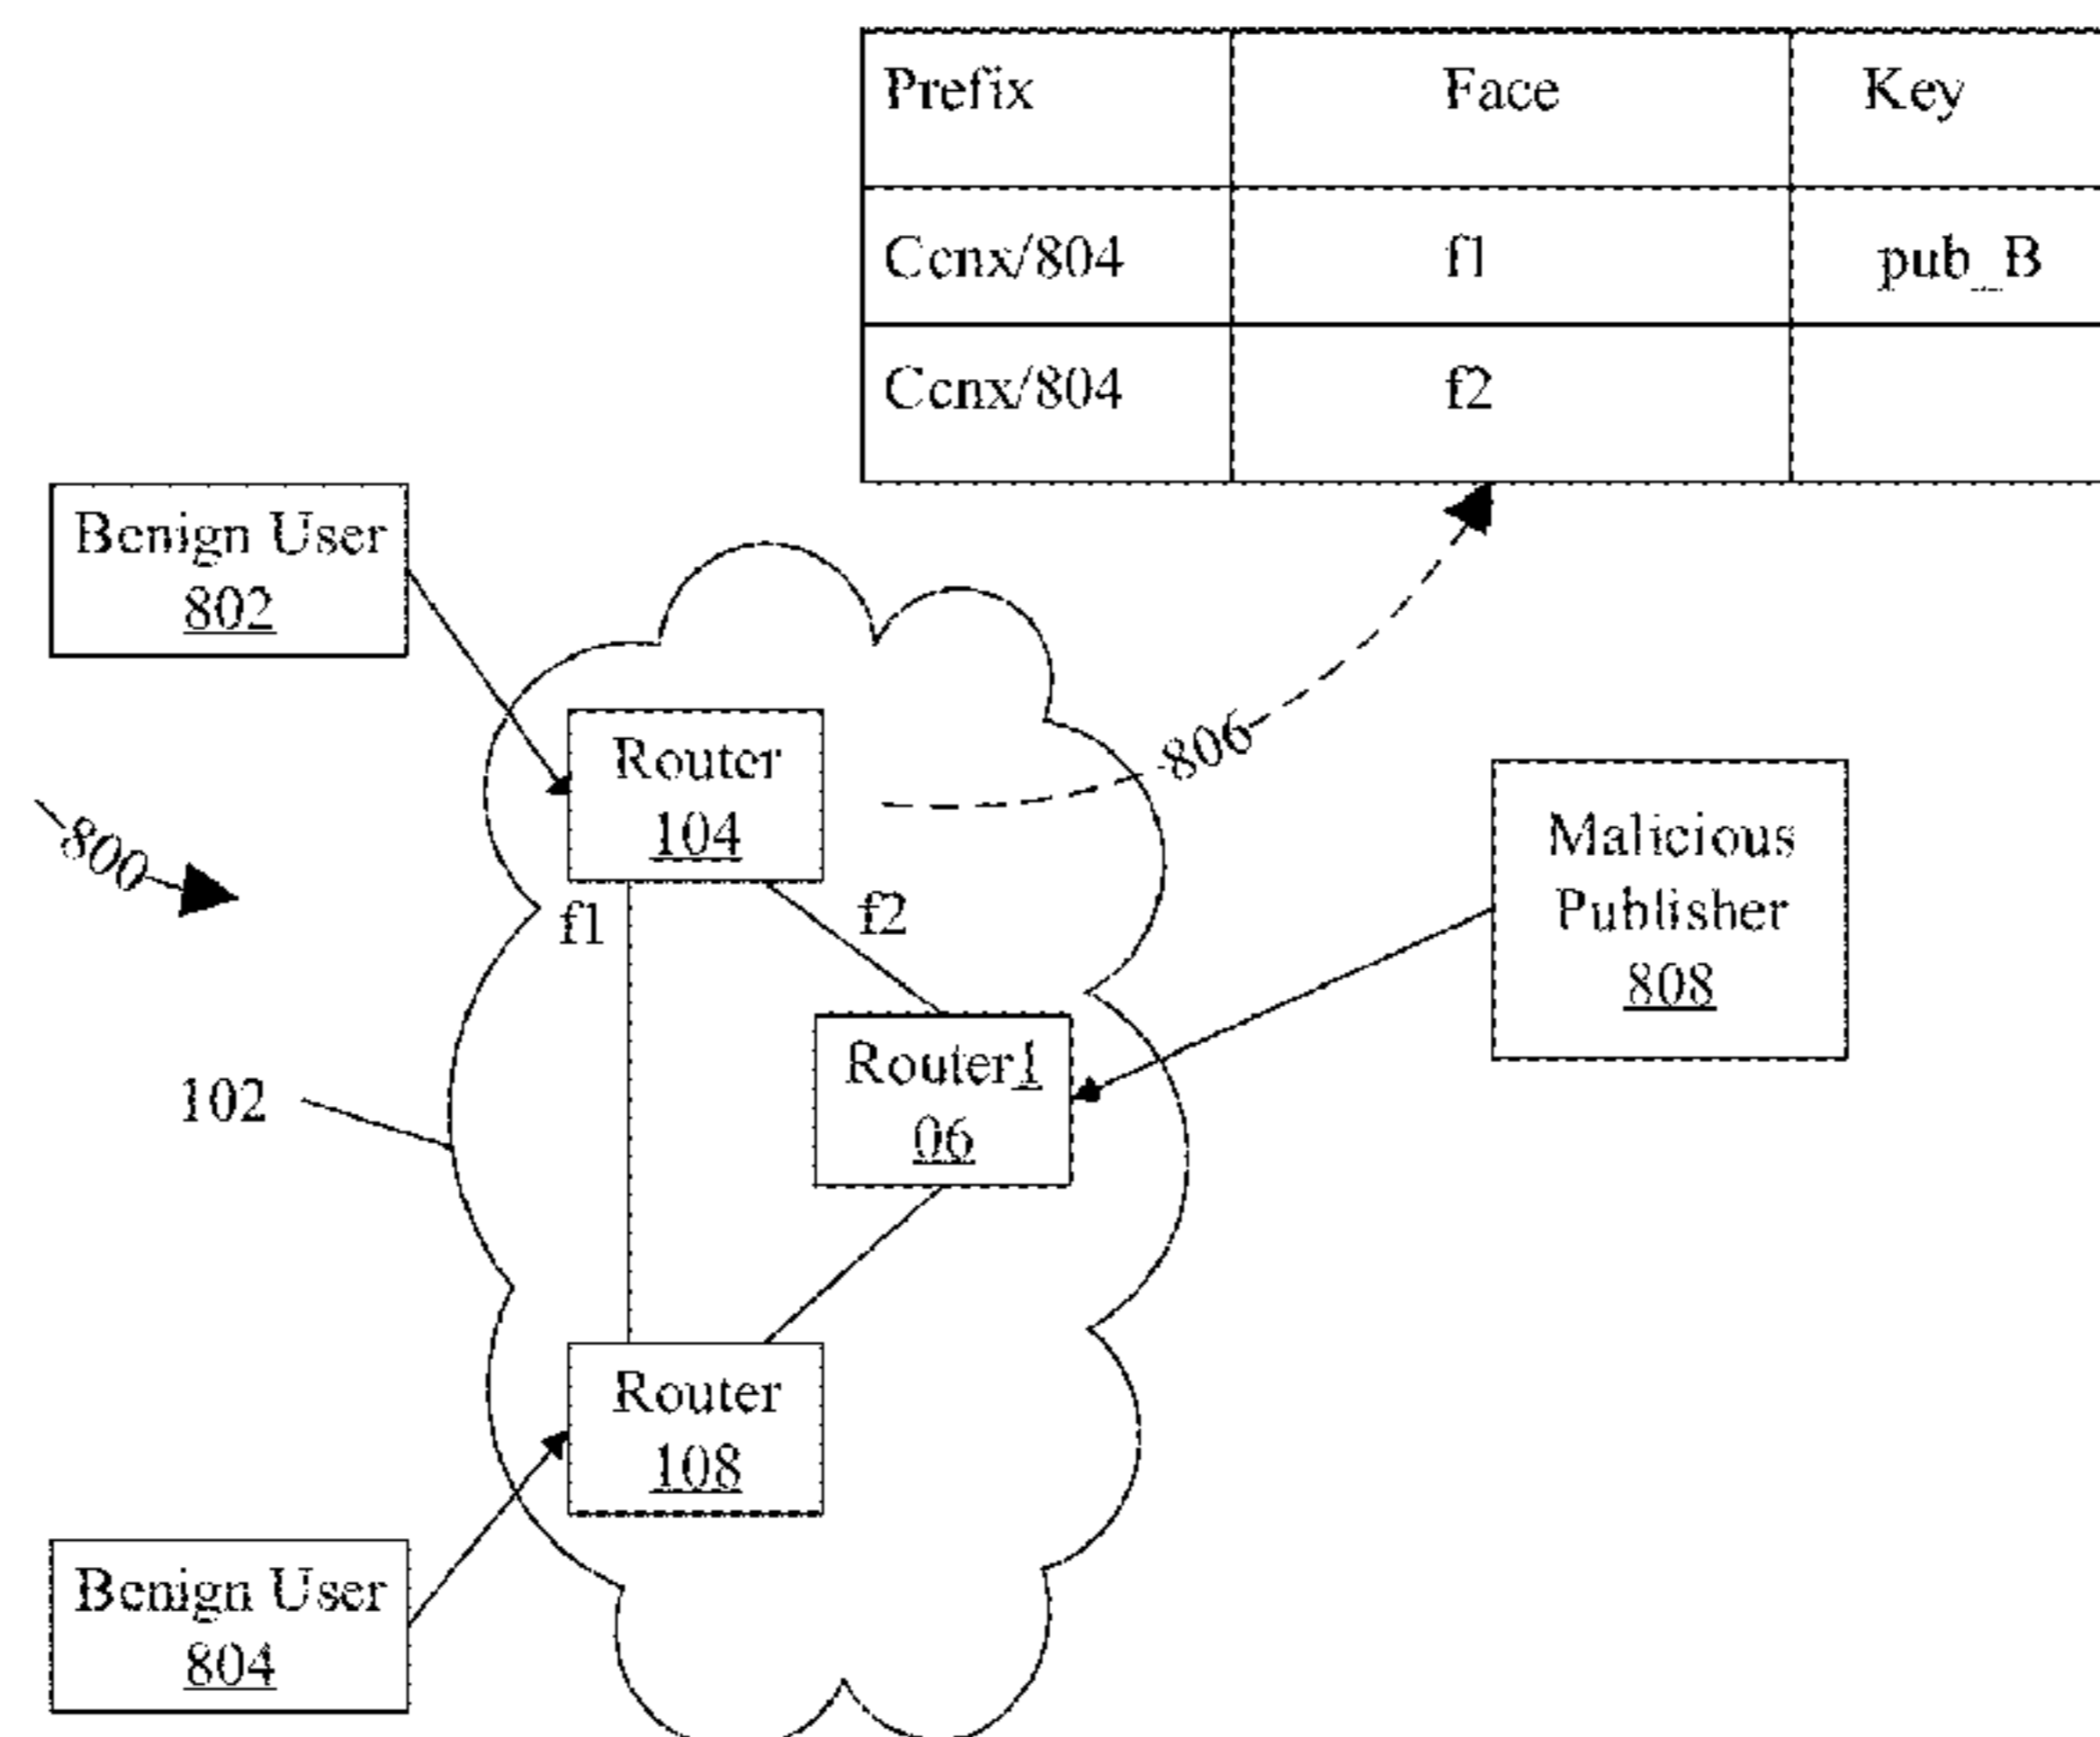 Prefix Face Key
Ccnx/804 f1 pub_B
Ccnx/804 f2
Benign User
802
Router
104
806
800
f1
f2
Malicious
Publisher
808
Router1
06
102
Router
108
Benign User
804